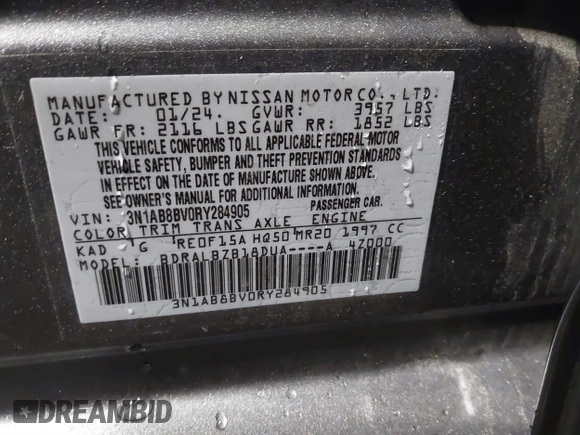 MANUFACTURED BY NISSAN MOTOR CO., LTD.
DATE: 01/24. GVWR: 3957 LBS
GAWR FR: 2116 LBS GAWR RR: 1852 LBS
THIS VEHICLE CONFORMS TO ALL APPLICABLE FEDERAL MOTOR
VEHICLE SAFETY, BUMPER AND THEFT PREVENTION STANDARDS
IN EFFECT ON THE DATE OF MANUFACTURE SHOWN ABOVE.
SEE OWNER'S MANUAL FOR ADDITIONAL INFORMATION.
VIN: 3N1AB8BV0RY284905 PASSENGER CAR.
COLOR TRIM TRANS AXLE ENGINE
KAD G RE0F15A HQ50 MR20 1997 CC
MODEL: BDRALBZB18DUA----A 4Z000
3N1AB8BV0RY284905
DREAMBID